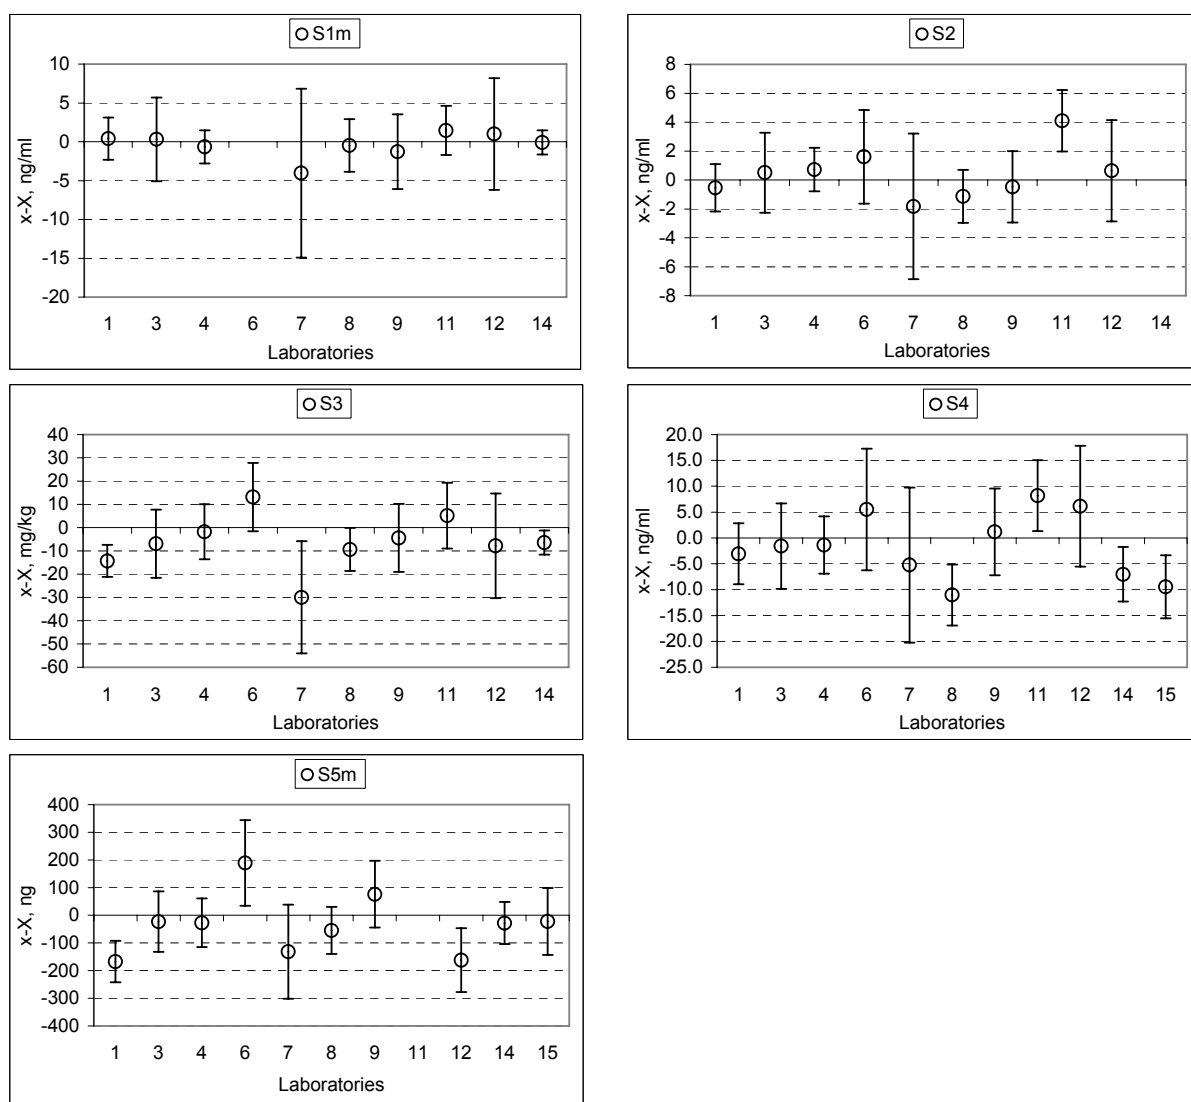 S1m
x-X, ng/ml
10
5
0
-5
-10
-15
-20
1 3 4 6 7 8 9 11 12 14
Laboratories
S2
x-X, ng/ml
8
6
4
2
0
-2
-4
-6
-8
1 3 4 6 7 8 9 11 12 14
Laboratories
S3
x-X, mg/kg
40
30
20
10
0
-10
-20
-30
-40
-50
-60
1 3 4 6 7 8 9 11 12 14
Laboratories
S4
x-X, ng/ml
20.0
15.0
10.0
5.0
0.0
-5.0
-10.0
-15.0
-20.0
-25.0
1 3 4 6 7 8 9 11 12 14 15
Laboratories
S5m
x-X, ng
400
300
200
100
0
-100
-200
-300
-400
1 3 4 6 7 8 9 11 12 14 15
Laboratories